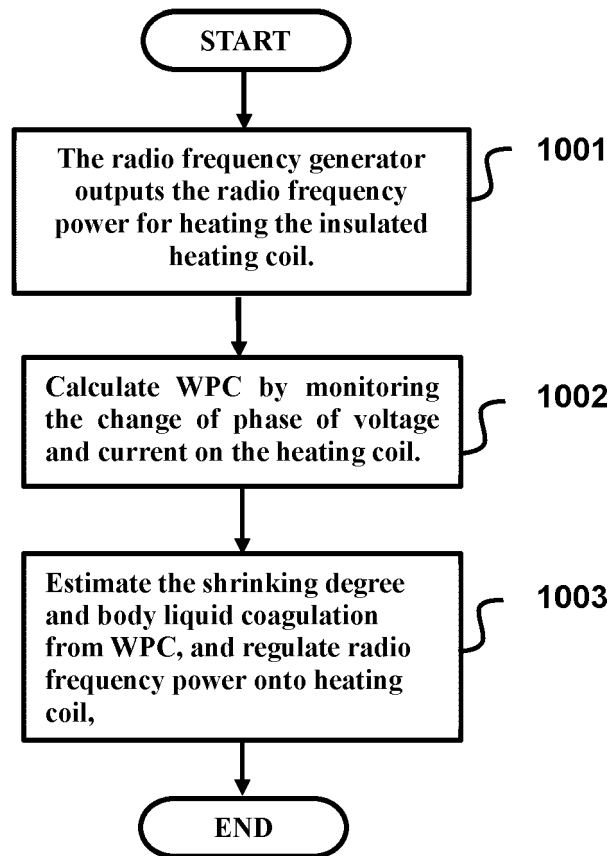 START
The radio frequency generator
outputs the radio frequency
power for heating the insulated
heating coil.
1001
Calculate WPC by monitoring
the change of phase of voltage
and current on the heating coil.
1002
Estimate the shrinking degree
and body liquid coagulation
from WPC, and regulate radio
frequency power onto heating
coil,
1003
END